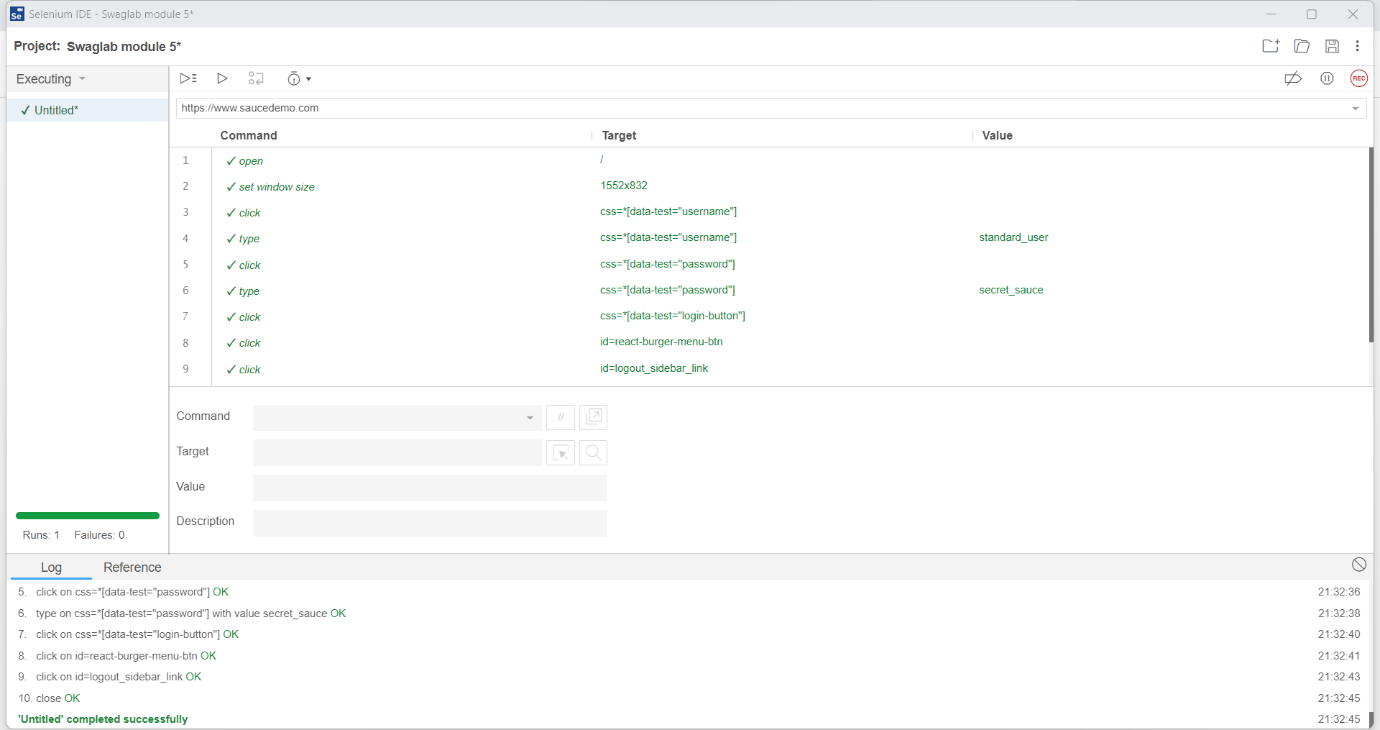 Selenium IDE - Swaglab module 5*
Project: Swaglab module 5*
Executing
REC
✓ Untitled*
https://www.saucedemo.com
Command Target Value
1 ✓ open /
2 ✓ set window size 1552x832
3 ✓ click css=*[data-test="username"]
4 ✓ type css=*[data-test="username"] standard_user
5 ✓ click css=*[data-test="password"]
6 ✓ type css=*[data-test="password"] secret_sauce
7 ✓ click css=*[data-test="login-button"]
8 ✓ click id=react-burger-menu-btn
9 ✓ click id=logout_sidebar_link
Command //
Target
Value
Description
Runs: 1 Failures: 0
Log Reference
5. click on css=*[data-test="password"] OK 21:32:36
6. type on css=*[data-test="password"] with value secret_sauce OK 21:32:38
7. click on css=*[data-test="login-button"] OK 21:32:40
8. click on id=react-burger-menu-btn OK 21:32:41
9. click on id=logout_sidebar_link OK 21:32:43
10. close OK 21:32:45
'Untitled' completed successfully 21:32:45